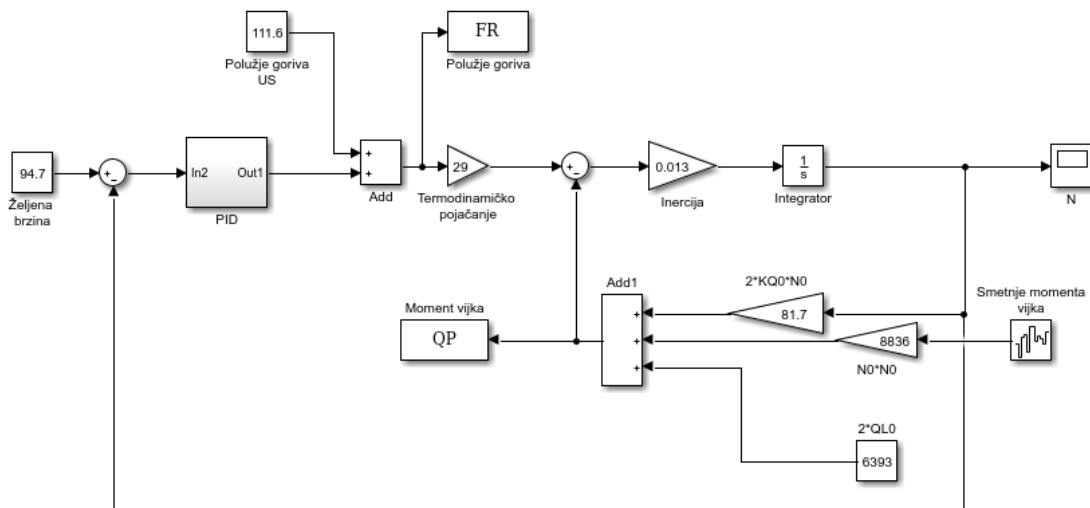 111.6
Polužje goriva
US
FR
Polužje goriva
94.7
Željena
brzina
+
−
In2
Out1
PID
+
+
Add
29
Termodinamičko
pojačanje
+
−
0.013
Inercija
1
s
Integrator
N
Add1
+
+
+
2*KQ0*N0
81.7
Smetnje momenta
vijka
Moment vijka
QP
8836
N0*N0
2*QL0
6393